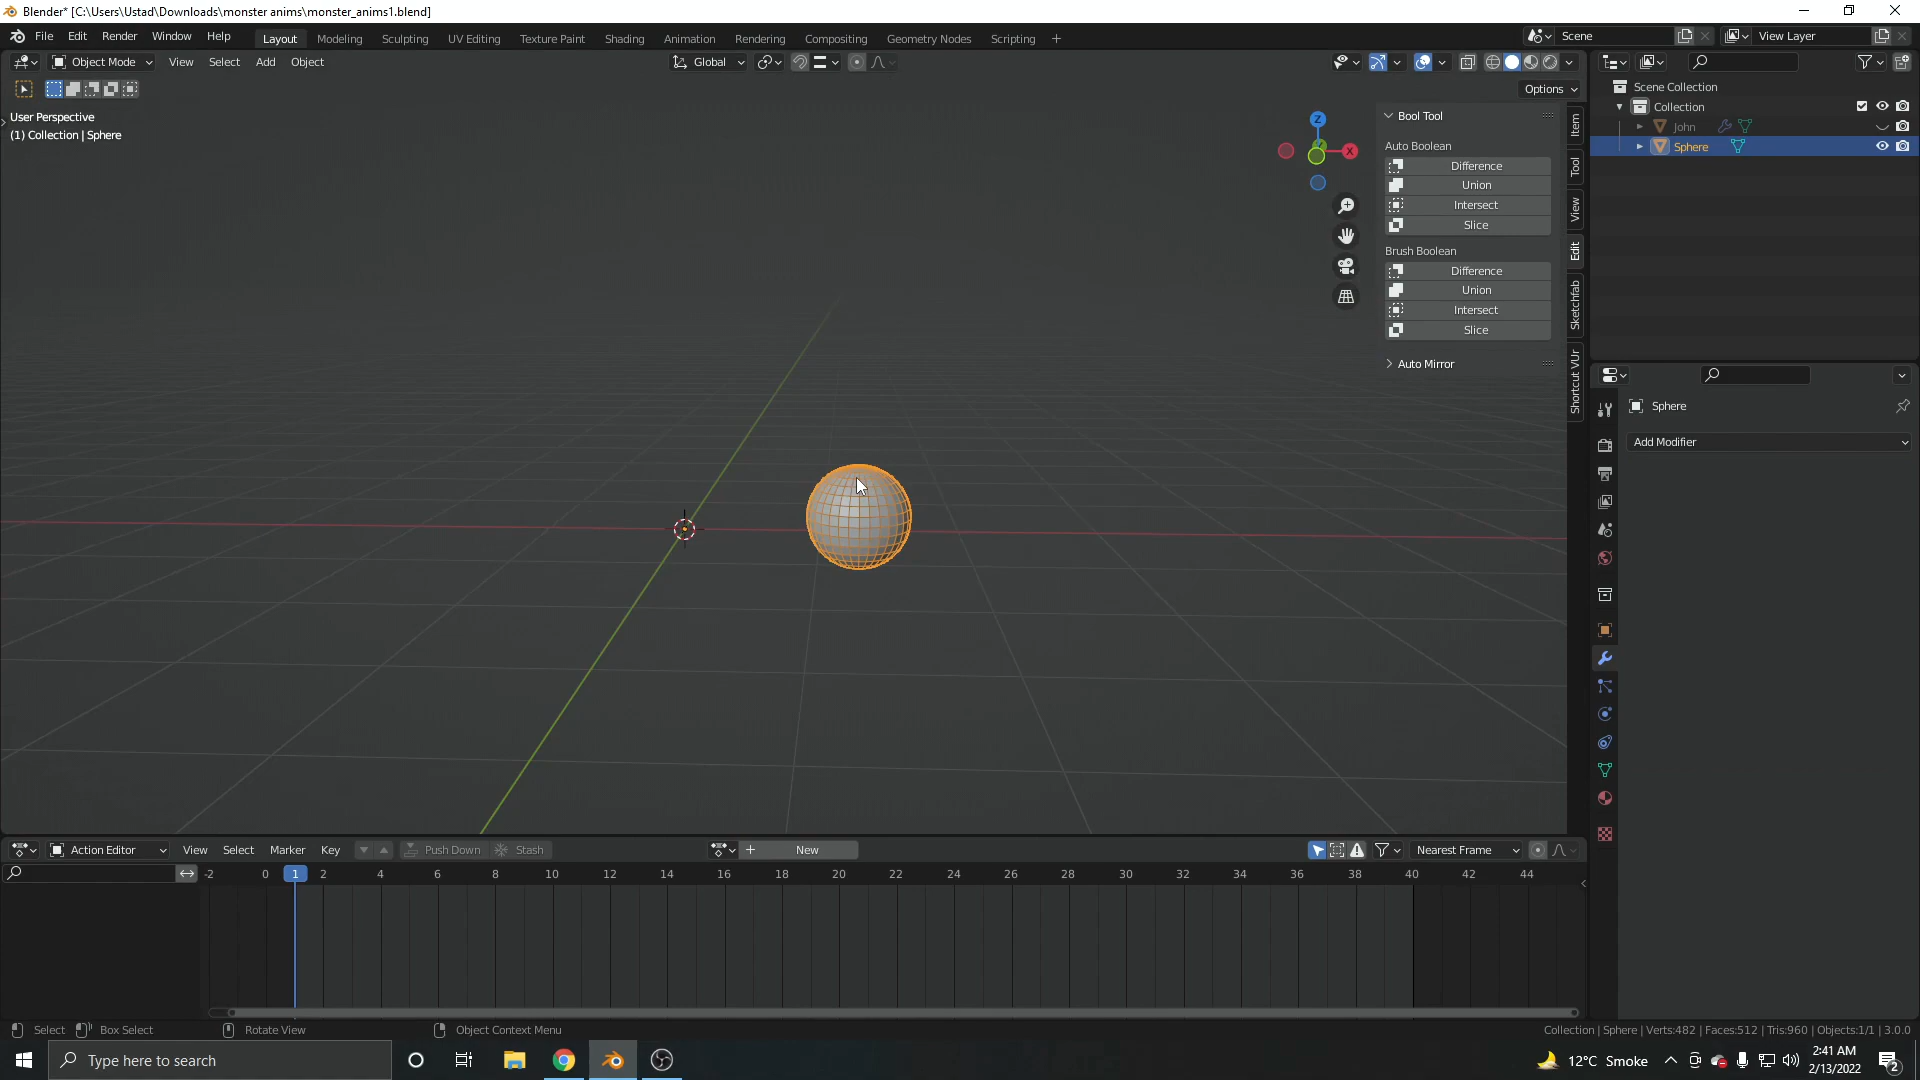 Blender* [C:\Users\Ustad\Downloads\monster anims\monster_anims1.blend]
File Edit Render Window Help
Layout Modeling Sculpting UV Editing Texture Paint Shading Animation Rendering Compositing Geometry Nodes Scripting +
Scene
View Layer
Object Mode View Select Add Object
Global
Options
User Perspective
(1) Collection | Sphere
Z
X
Bool Tool
Auto Boolean
Difference
Union
Intersect
Slice
Brush Boolean
Difference
Union
Intersect
Slice
Auto Mirror
Item
Tool
View
Edit
Sketchfab
Shortcut VUr
Scene Collection
Collection
John
Sphere
Sphere
Add Modifier
Action Editor View Select Marker Key Push Down Stash + New Nearest Frame
-2 0 1 2 4 6 8 10 12 14 16 18 20 22 24 26 28 30 32 34 36 38 40 42 44
Select Box Select Rotate View Object Context Menu
Collection | Sphere | Verts:482 | Faces:512 | Tris:960 | Objects:1/1 | 3.0.0
Type here to search
12°C Smoke
2:41 AM
2/13/2022
2